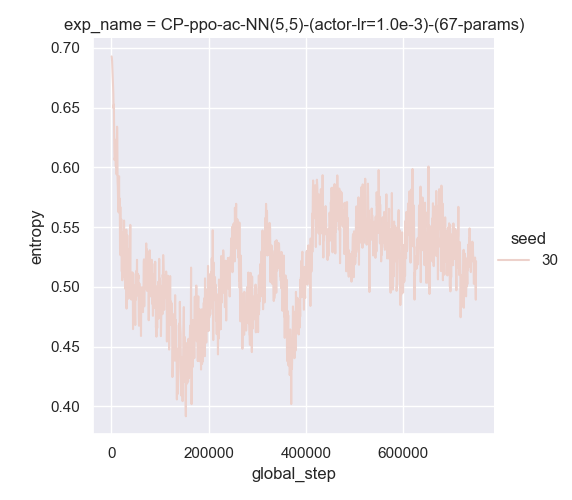 exp_name = CP-ppo-ac-NN(5,5)-(actor-lr=1.0e-3)-(67-params)
0.70
0.65
0.60
0.55
0.50
0.45
0.40
entropy
0 200000 400000 600000
global_step
seed
30